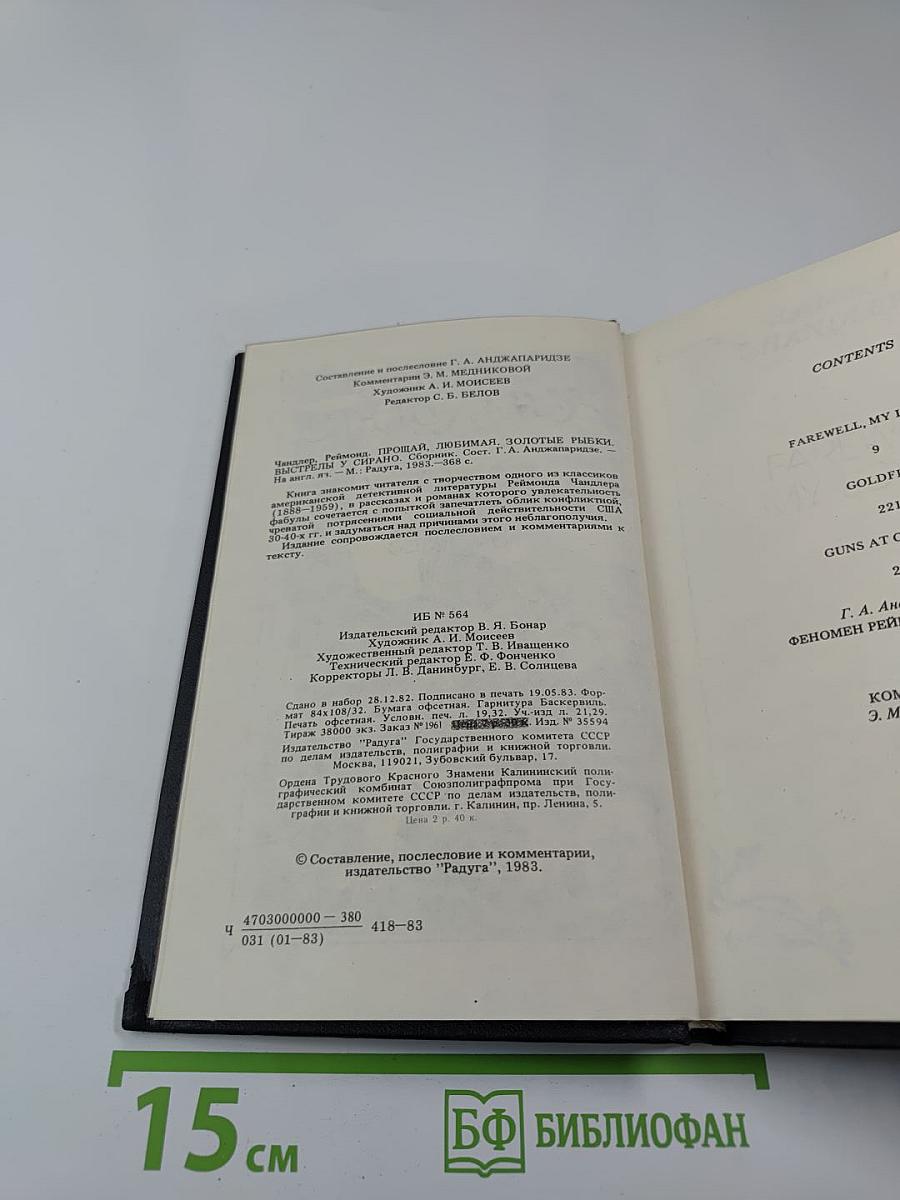 Составление и послесловие Г. А. АНДЖАПАРИДЗЕ
Комментарии Э. М. МЕДНИКОВОЙ
Художник А. И. МОИСЕЕВ
Редактор С. Б. БЕЛОВ
Чандлер, Реймонд. ПРОЩАЙ, ЛЮБИМАЯ. ЗОЛОТЫЕ РЫБКИ.
ВЫСТРЕЛЫ У СИРАНО. Сборник. Сост. Г. А. Анджапаридзе. —
На англ. яз. — М.: Радуга, 1983.—368 с.
Книга знакомит читателя с творчеством одного из классиков
американской детективной литературы Реймонда Чандлера
(1888—1959), в рассказах и романах которого увлекательность
фабулы сочетается с попыткой запечатлеть облик конфликтной,
чреватой потрясениями социальной действительности США
30-40-х гг. и задуматься над причинами этого неблагополучия.
Издание сопровождается послесловием и комментариями к
тексту.
ИБ № 564
Издательский редактор В. Я. Бонар
Художник А. И. Моисеев
Художественный редактор Т. В. Иващенко
Технический редактор Е. Ф. Фонченко
Корректоры Л. В. Данинбург, Е. В. Солнцева
Сдано в набор 28.12.82. Подписано в печать 19.05.83. Фор-
мат 84х108/32. Бумага офсетная. Гарнитура Баскервиль.
Печать офсетная. Условн. печ. л. 19,32. Уч.-изд. л. 21,29.
Тираж 38000 экз. Заказ № 1961 Изд. № 35594
Издательство "Радуга" Государственного комитета СССР
по делам издательств, полиграфии и книжной торговли.
Москва, 119021, Зубовский бульвар, 17.
Ордена Трудового Красного Знамени Калининский поли-
графический комбинат Союзполиграфпрома при Госу-
дарственном комитете СССР по делам издательств, поли-
графии и книжной торговли. г. Калинин, пр. Ленина, 5.
Цена 2 р. 40 к.
© Составление, послесловие и комментарии,
издательство "Радуга", 1983.
Ч 4703000000 — 380
031 (01—83) 418—83
CONTENTS
FAREWELL, MY
9
GOLDF
221
GUNS AT
2
Г. А. Ан
ФЕНОМЕН РЕЙ
КОМ
Э. М
15 см
БФ БИБЛИОФАН